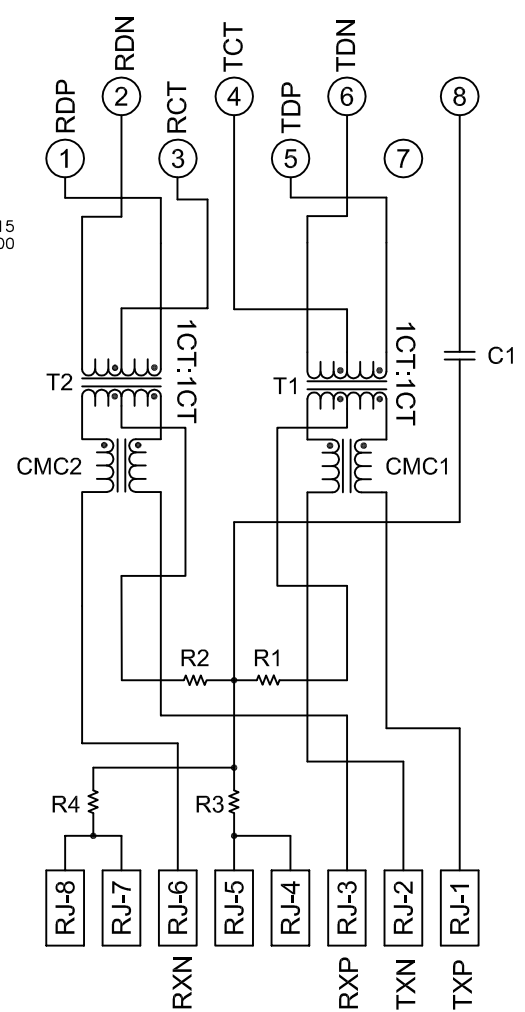 RDP
RDN
RCT
TCT
TDP
TDN
2
4
6
8
1
3
5
7
15
00
1CT:1CT
1CT:1CT
C1
T2
T1
CMC2
CMC1
R2
R1
R4
R3
RJ-8
RJ-7
RJ-6
RJ-5
RJ-4
RJ-3
RJ-2
RJ-1
RXN
RXP
TXN
TXP